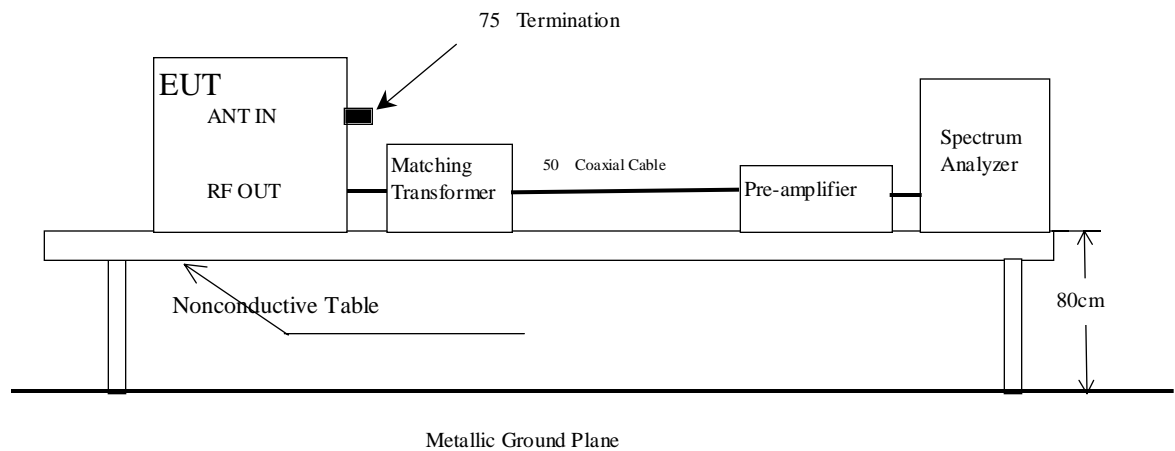 75 Termination
EUT
ANT IN
RF OUT
Matching
Transformer
50 Coaxial Cable
Pre-amplifier
Spectrum
Analyzer
Nonconductive Table
80cm
Metallic Ground Plane